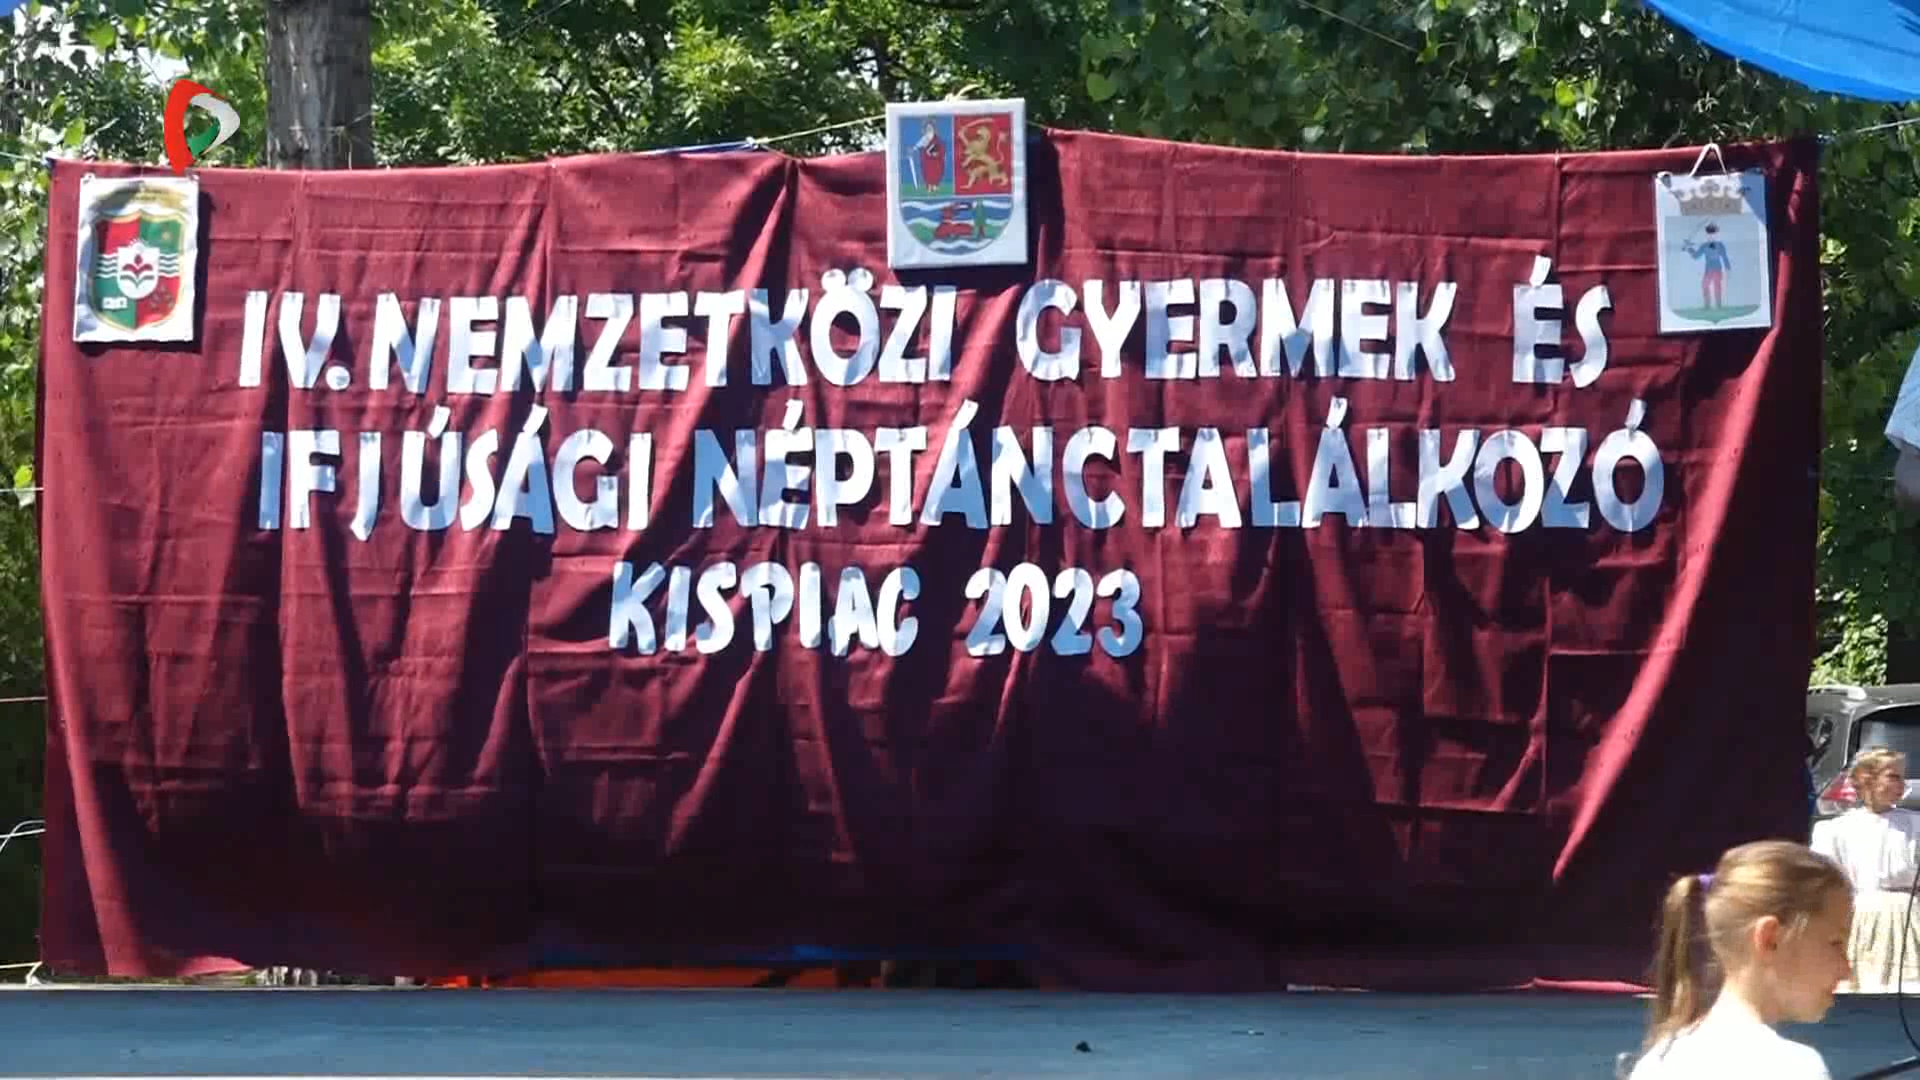 IV. NEMZETKÖZI GYERMEK ÉS
IFJÚSÁGI NÉPTÁNCTALÁLKOZÓ
KISPIAC 2023